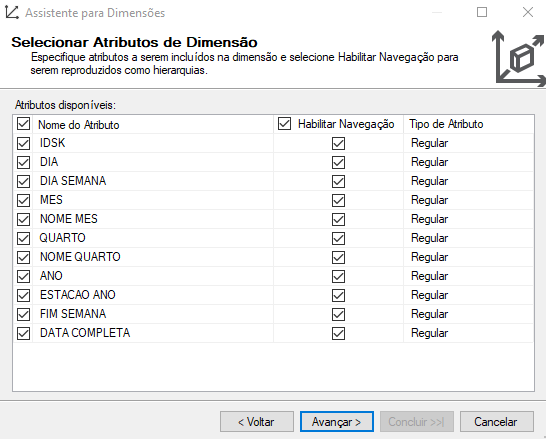 Assistente para Dimensões
Selecionar Atributos de Dimensão
Especifique atributos a serem incluídos na dimensão e selecione Habilitar Navegação para
serem reproduzidos como hierarquias.
Atributos disponíveis:
Nome do Atributo Habilitar Navegação Tipo de Atributo
IDSK Regular
DIA Regular
DIA SEMANA Regular
MES Regular
NOME MES Regular
QUARTO Regular
NOME QUARTO Regular
ANO Regular
ESTACAO ANO Regular
FIM SEMANA Regular
DATA COMPLETA Regular
< Voltar Avançar > Concluir >>| Cancelar